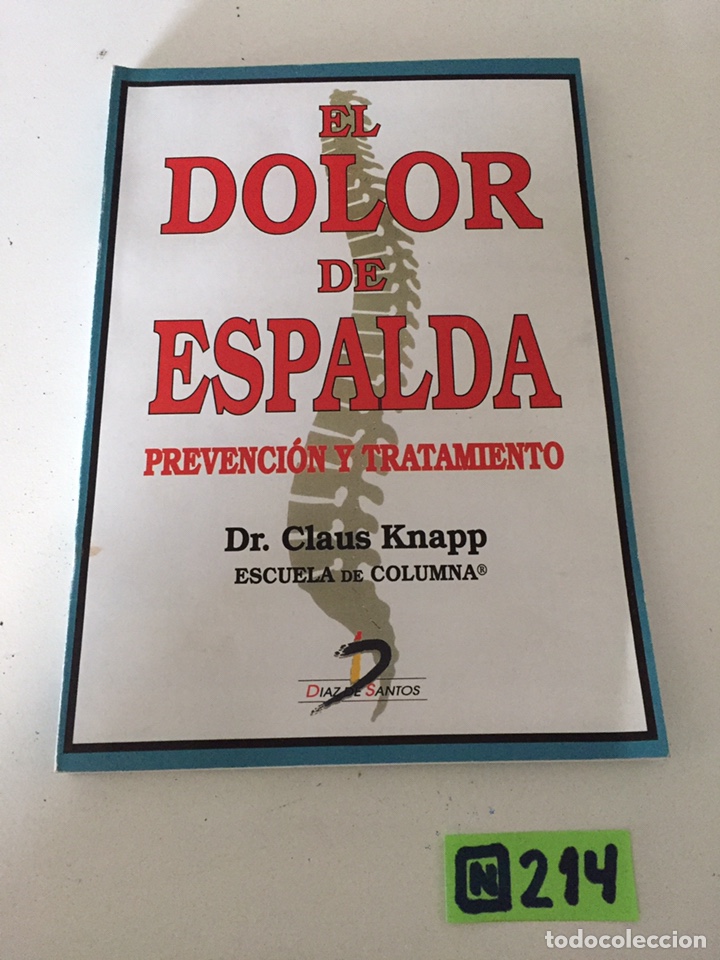 EL
DOLOR
DE
ESPALDA
PREVENCIÓN Y TRATAMIENTO
Dr. Claus Knapp
ESCUELA DE COLUMNA®
DIAZ DE SANTOS
N 214
todocoleccion